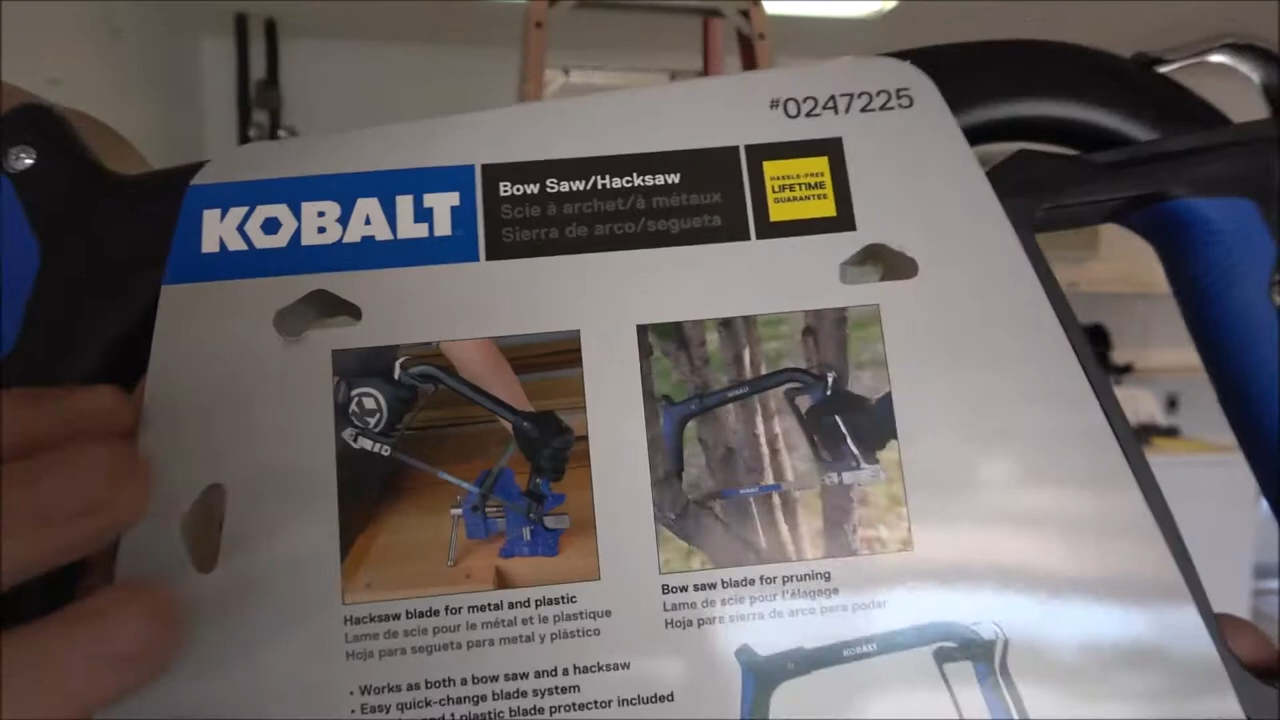 #0247225
KOBALT
Bow Saw/Hacksaw
Scie à archet/à métaux
Sierra de arco/segueta
HASSLE-FREE
LIFETIME
GUARANTEE
KOBALT
KOBALT
Hacksaw blade for metal and plastic
Lame de scie pour le métal et le plastique
Hoja para segueta para metal y plástico
Bow saw blade for pruning
Lame de scie pour l'élagage
Hoja para sierra de arco para podar
• Works as both a bow saw and a hacksaw
• Easy quick-change blade system
and 1 plastic blade protector included
KOBALT